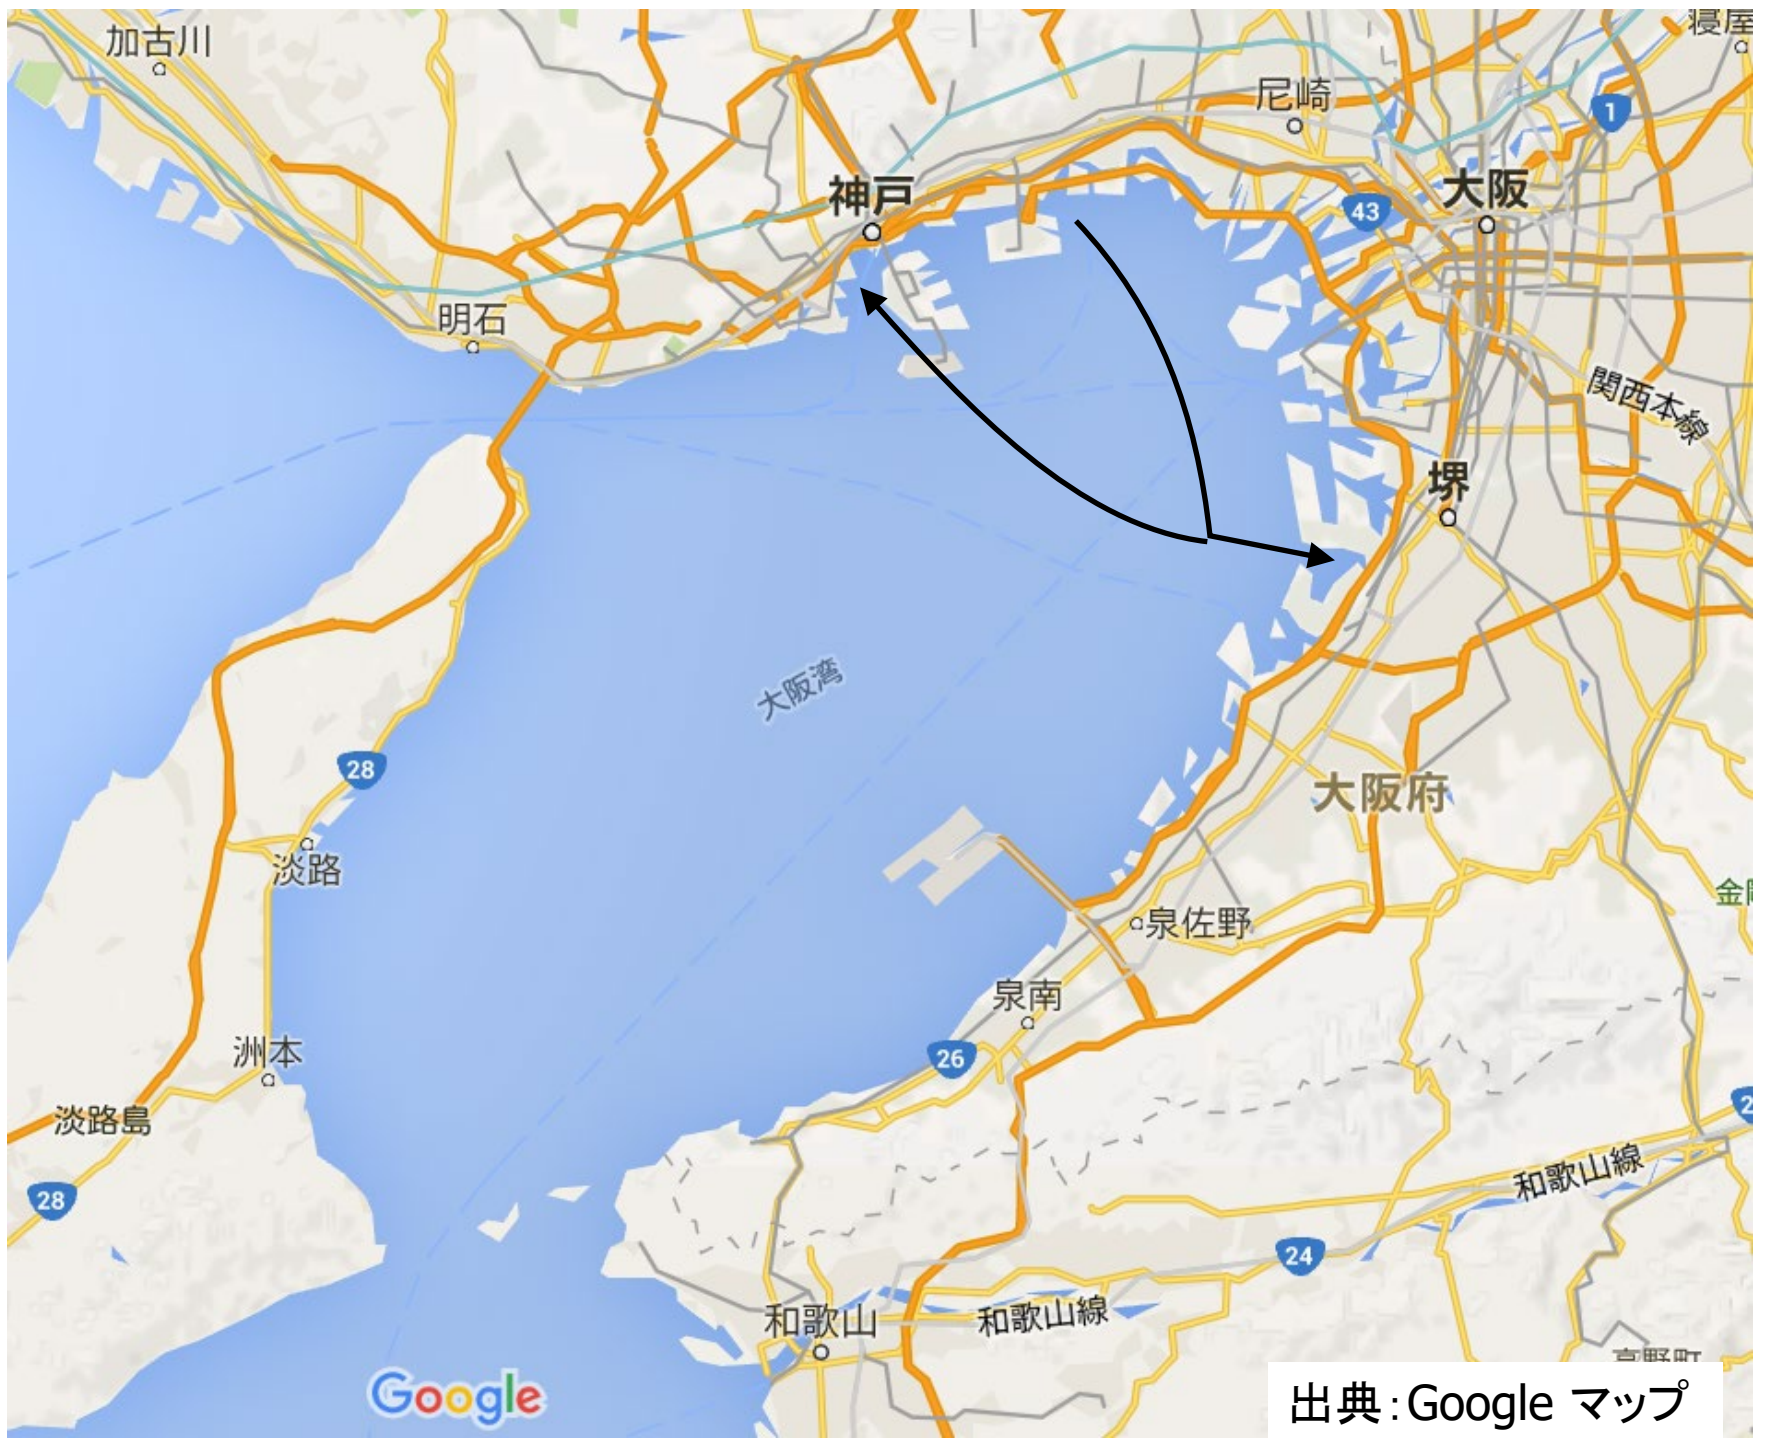 加古川
尼崎
1
神戸
43
大阪
明石
関西本線
堺
大阪湾
28
大阪府
淡路
泉佐野
泉南
洲本
26
淡路島
28
和歌山線
24
和歌山
和歌山線
Google
出典：Google マップ